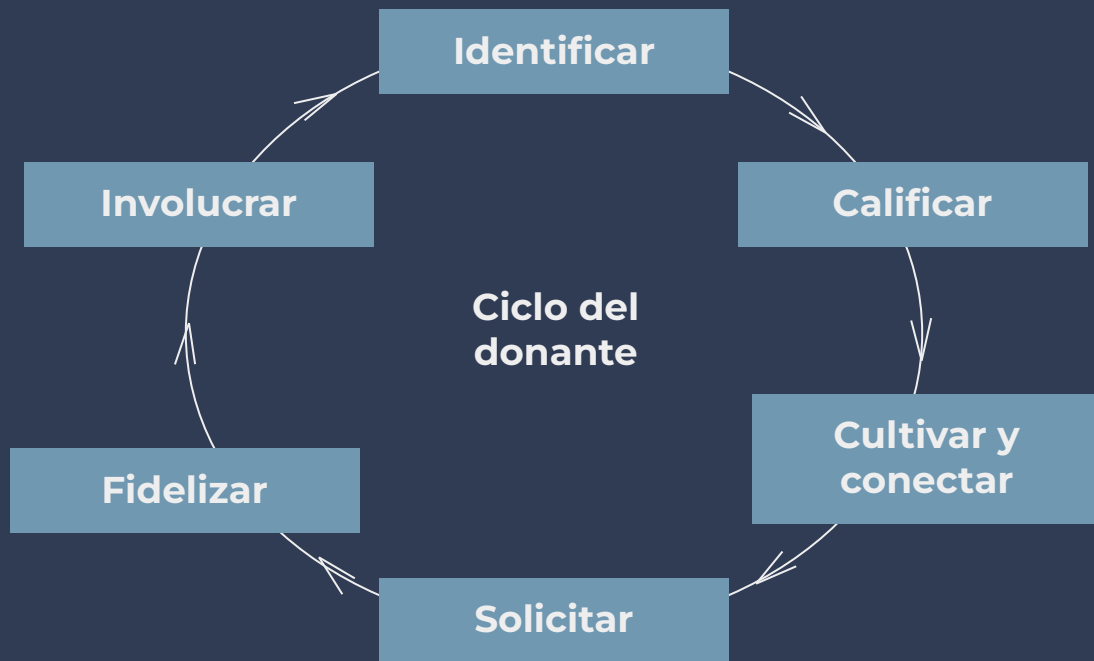 Identificar
Involucrar
Calificar
Ciclo del
donante
Cultivar y
conectar
Fidelizar
Solicitar